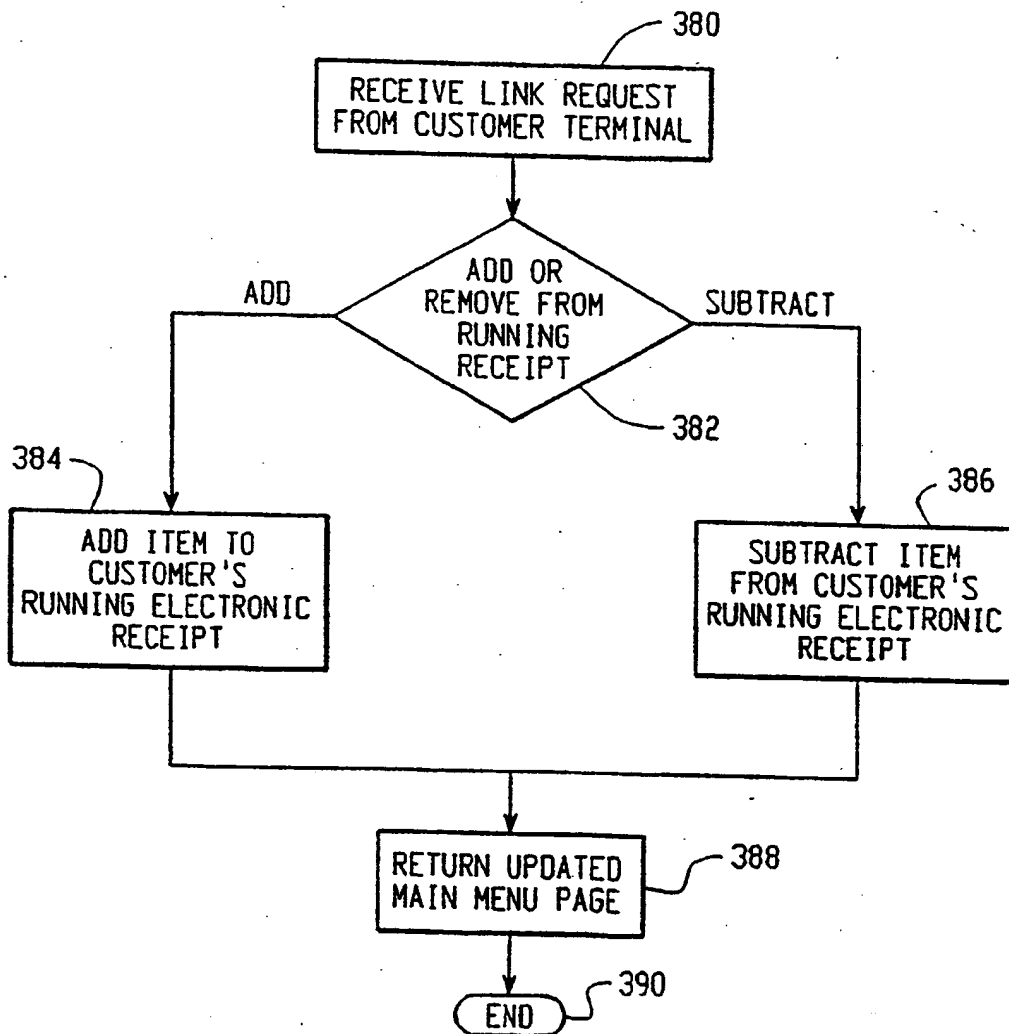 380
RECEIVE LINK REQUEST
FROM CUSTOMER TERMINAL
ADD OR
REMOVE FROM
RUNNING
RECEIPT
ADD
SUBTRACT
382
384
ADD ITEM TO
CUSTOMER'S
RUNNING ELECTRONIC
RECEIPT
386
SUBTRACT ITEM
FROM CUSTOMER'S
RUNNING ELECTRONIC
RECEIPT
RETURN UPDATED
MAIN MENU PAGE
388
END
390